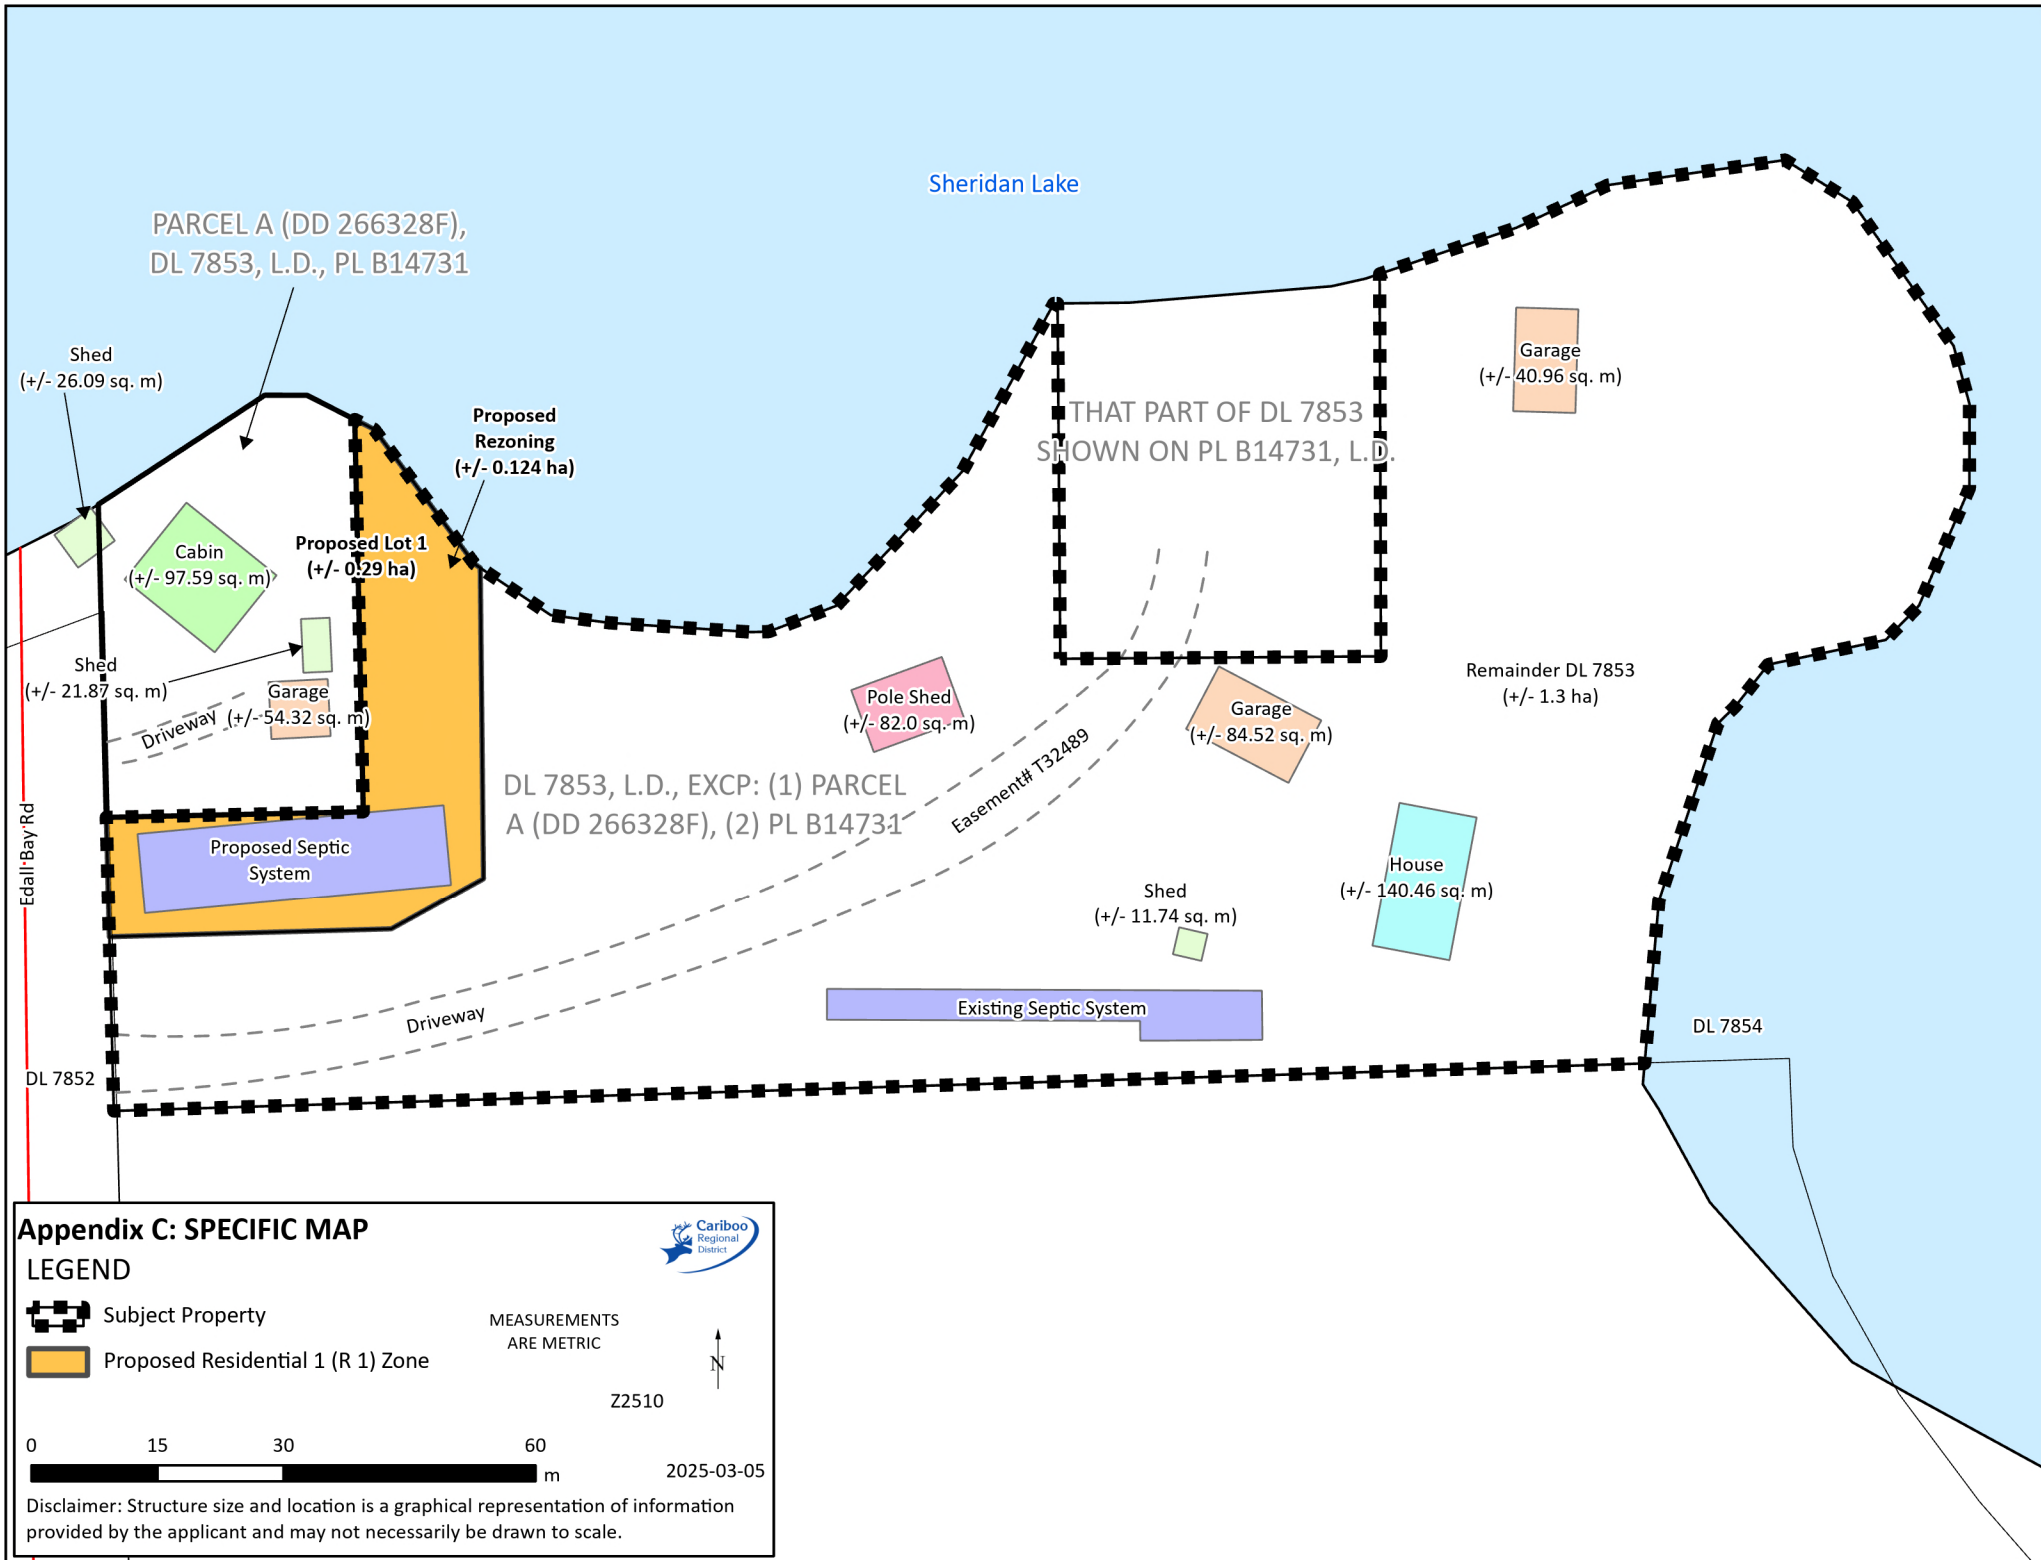 Sheridan Lake
PARCEL A (DD 266328F),
DL 7853, L.D., PL B14731
Shed
(+/- 26.09 sq. m)
Proposed
Rezoning
(+/- 0.124 ha)
Garage
(+/- 40.96 sq. m)
THAT PART OF DL 7853
SHOWN ON PL B14731, L.D.
Cabin
(+/- 97.59 sq. m)
Proposed Lot 1
(+/- 0.29 ha)
Shed
(+/- 21.87 sq. m)
Garage
(+/- 54.32 sq. m)
Driveway
Pole Shed
(+/- 82.0 sq. m)
Garage
(+/- 84.52 sq. m)
Remainder DL 7853
(+/- 1.3 ha)
DL 7853, L.D., EXCP: (1) PARCEL
A (DD 266328F), (2) PL B14731
Easement# T32489
Edall Bay Rd
Proposed Septic
System
House
(+/- 140.46 sq. m)
Shed
(+/- 11.74 sq. m)
Existing Septic System
Driveway
DL 7854
DL 7852
Appendix C: SPECIFIC MAP
Cariboo
Regional
District
LEGEND
Subject Property
Proposed Residential 1 (R 1) Zone
MEASUREMENTS
ARE METRIC
N
Z2510
0 15 30 60
m
2025-03-05
Disclaimer: Structure size and location is a graphical representation of information
provided by the applicant and may not necessarily be drawn to scale.